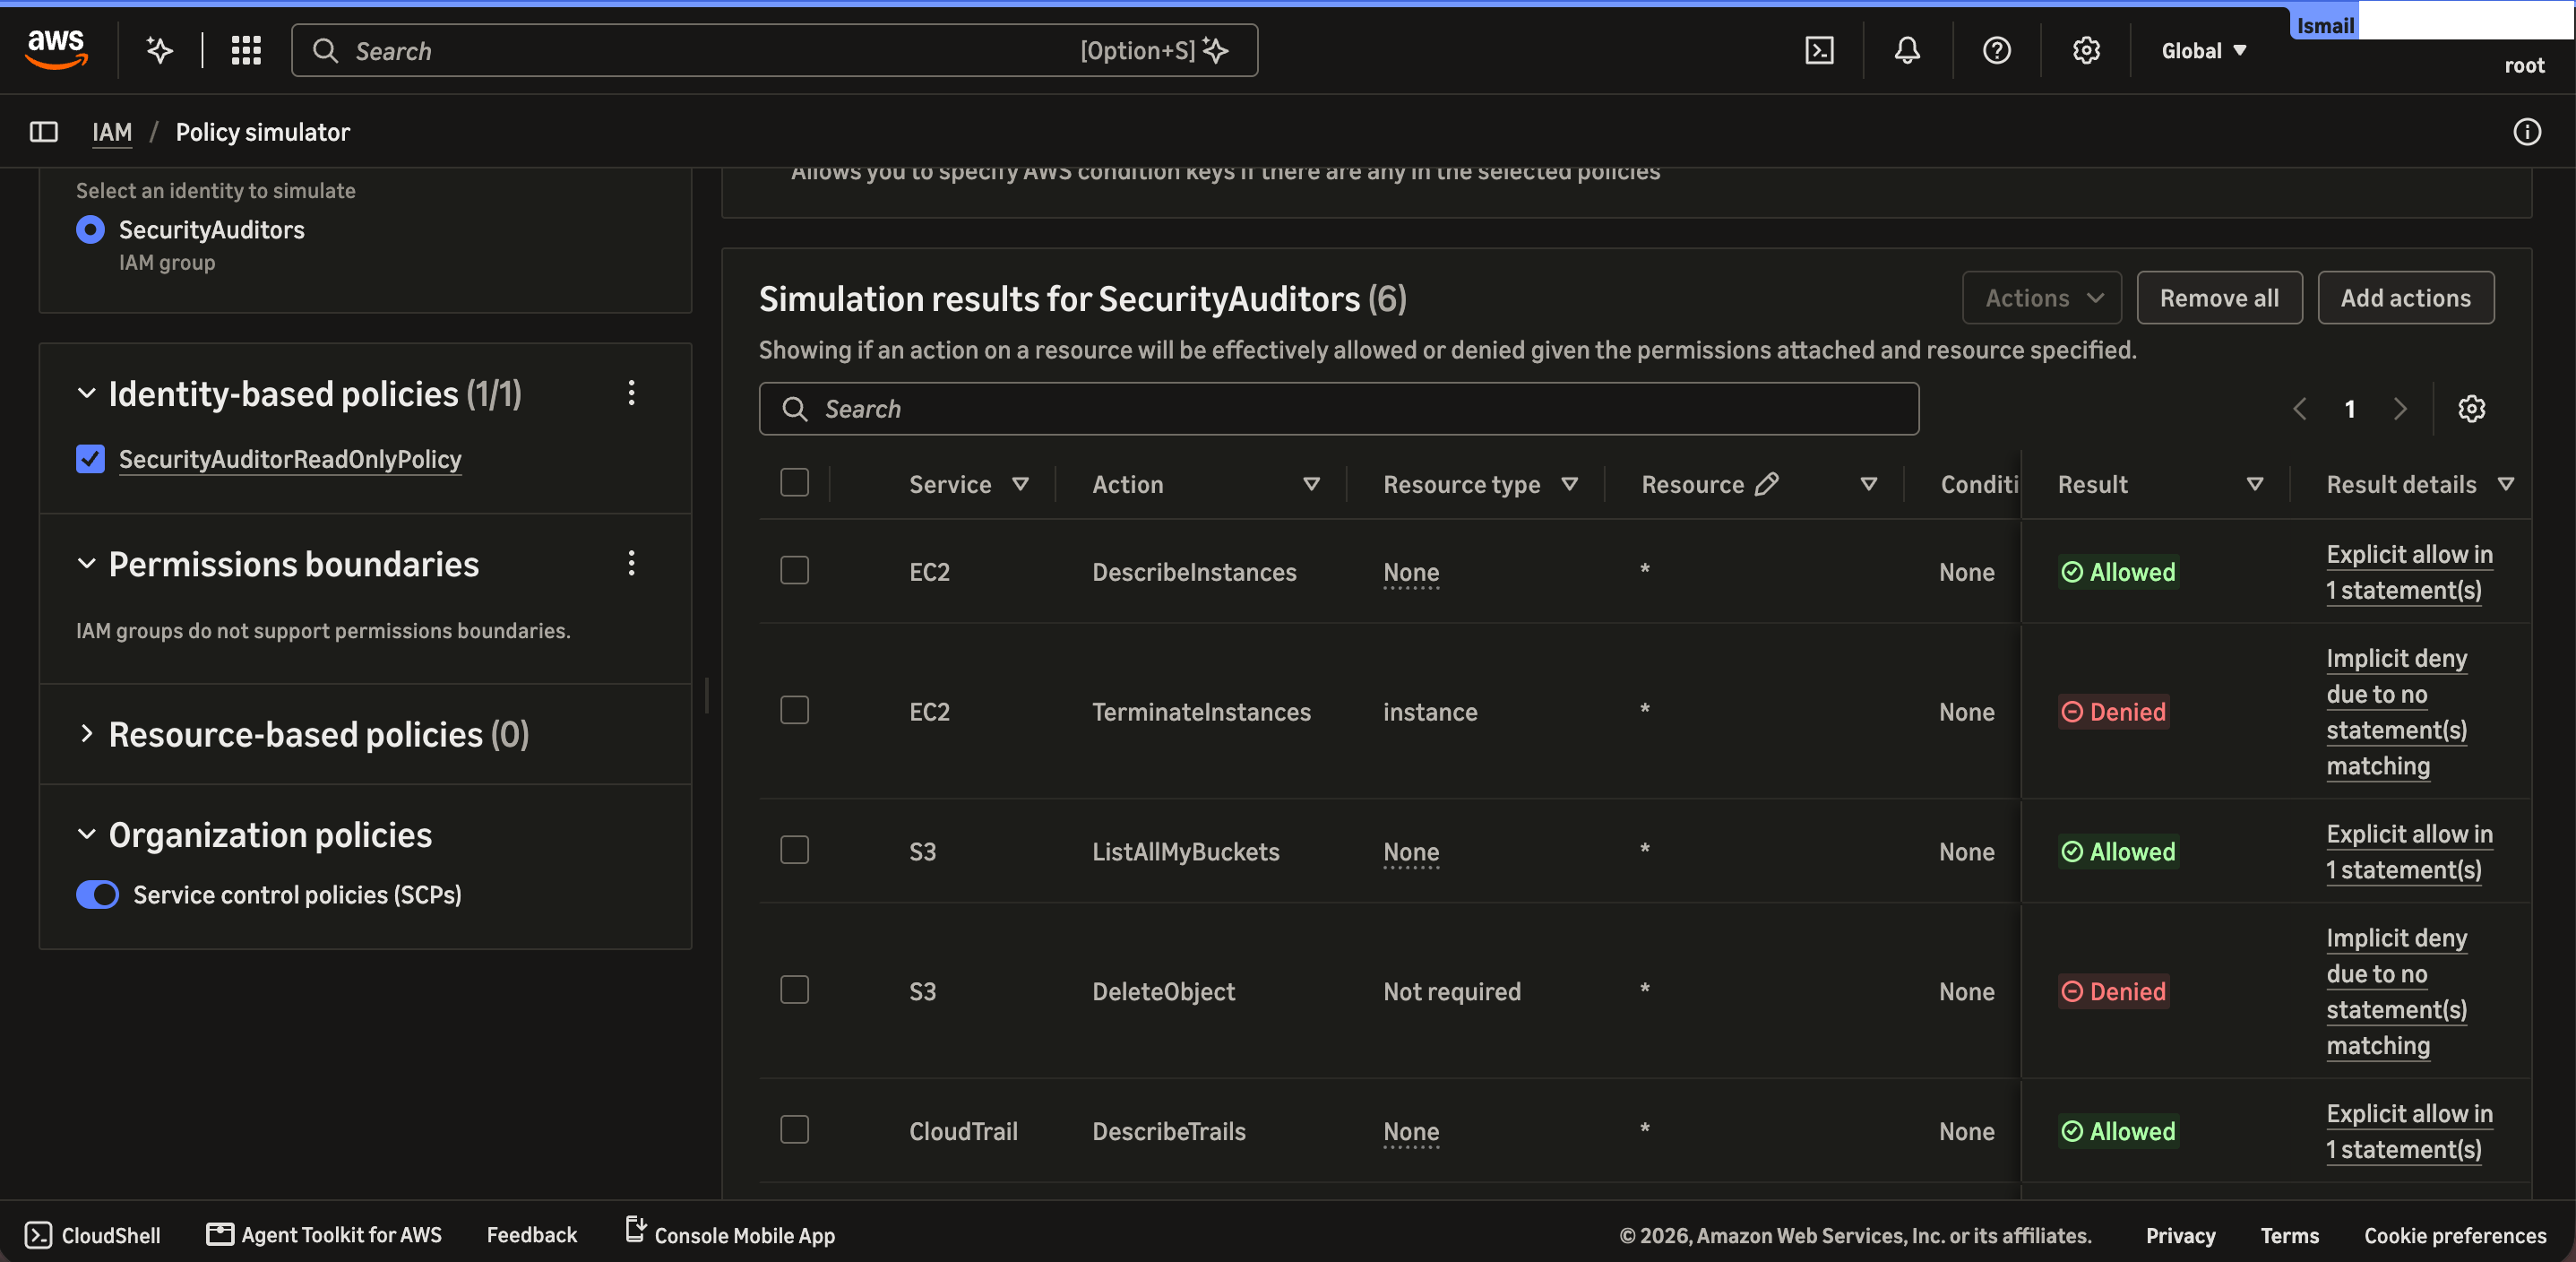 aws
Search [Option+S]
Global
Ismail
root
IAM / Policy simulator
Select an identity to simulate
SecurityAuditors
IAM group
Identity-based policies (1/1)
SecurityAuditorReadOnlyPolicy
Permissions boundaries
IAM groups do not support permissions boundaries.
Resource-based policies (0)
Organization policies
Service control policies (SCPs)
Allows you to specify AWS condition keys if there are any in the selected policies
Simulation results for SecurityAuditors (6)
Actions
Remove all
Add actions
Showing if an action on a resource will be effectively allowed or denied given the permissions attached and resource specified.
Search
1
Service Action Resource type Resource Conditi Result Result details
EC2 DescribeInstances None * None Allowed Explicit allow in
1 statement(s)
EC2 TerminateInstances instance * None Denied Implicit deny
due to no
statement(s)
matching
S3 ListAllMyBuckets None * None Allowed Explicit allow in
1 statement(s)
S3 DeleteObject Not required * None Denied Implicit deny
due to no
statement(s)
matching
CloudTrail DescribeTrails None * None Allowed Explicit allow in
1 statement(s)
CloudShell Agent Toolkit for AWS Feedback Console Mobile App © 2026, Amazon Web Services, Inc. or its affiliates. Privacy Terms Cookie preferences